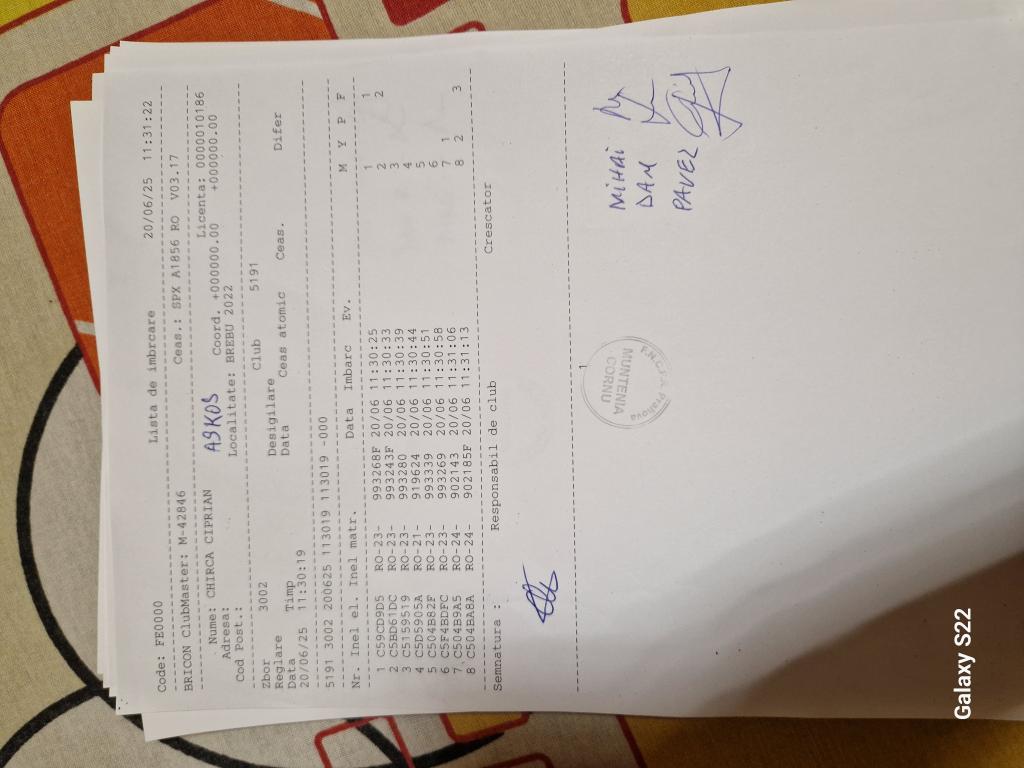 Code: FE0000 Lista de imbrcare 20/06/25 11:31:22
BRICON ClubMaster: M-42846 Ceas.: SPX A1856 RO V03.17
Nume: CHIRCA CIPRIAN ASKOS Licenta: 0000010186
Adresa: Coord. +000000.00 +000000.00
Cod Post.: Localitate: BREBU 2022
Zbor 3002 Club 5191
Reglare Desigilare
Data Timp Data Ceas atomic Ceas. Difer
20/06/25 11:30:19
5191 3002 200625 113019 113019 -000
Nr. Inel el. Inel matr. Data Imbarc Ev. M Y P F
1 C59CD9D5 RO-23- 993268F 20/06 11:30:25 1 1
2 C5BD61DC RO-23- 993243F 20/06 11:30:33 2 2
3 C5159519 RO-23- 993280 20/06 11:30:39 3
4 C5D5905A RO-21- 919624 20/06 11:30:44 4
5 C504B82F RO-23- 993339 20/06 11:30:51 5
6 C5F4BDFC RO-23- 993269 20/06 11:30:58 6
7 C504B9A5 RO-24- 902143 20/06 11:31:06 7 1
8 C504BA8A RO-24- 902185F 20/06 11:31:13 8 2 3
Semnatura : Responsabil de club Crescator
1
MIHAI
DAN
PAVEL
F.N.C.P.R. Prahova
MUNTENIA
CORNU
Galaxy S22